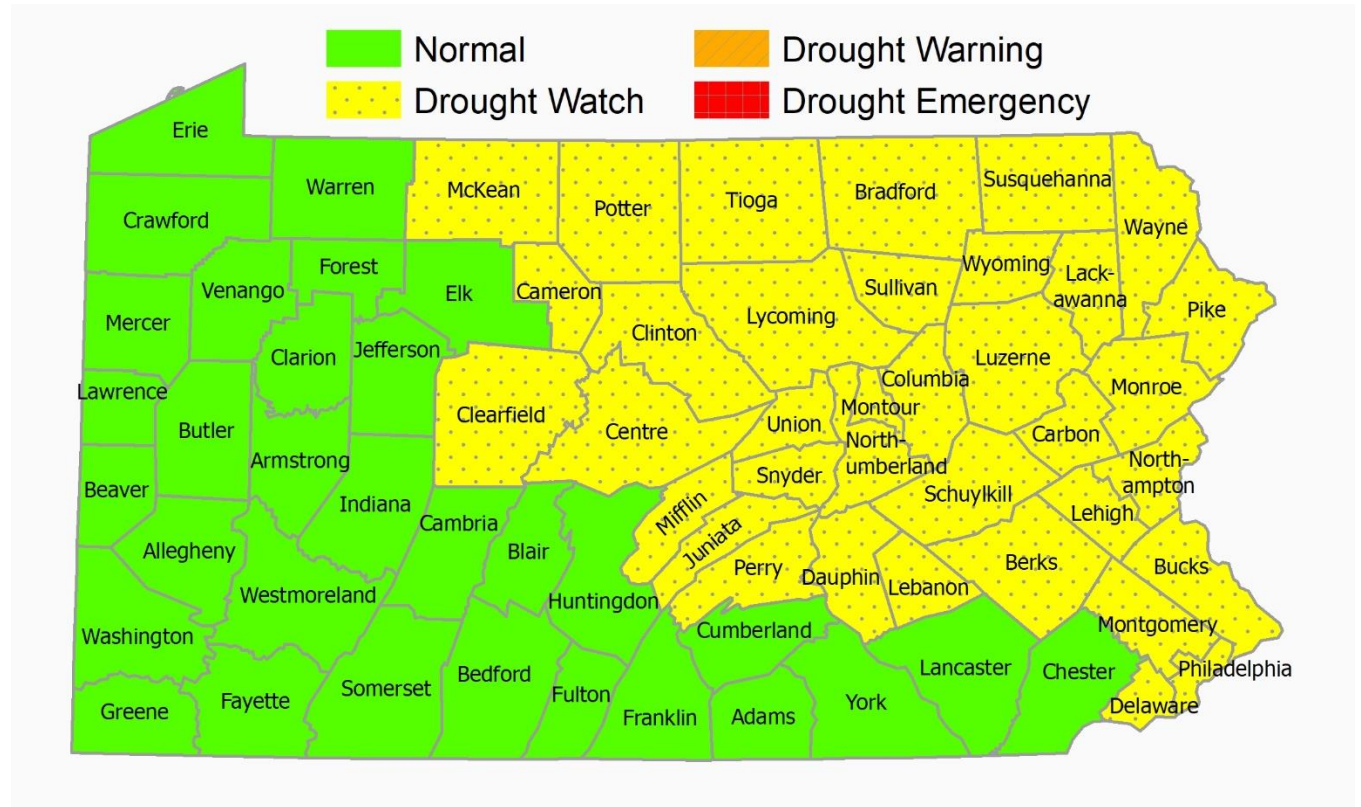 Normal
Drought Warning
Drought Watch
Drought Emergency
Erie
Warren
McKean
Potter
Tioga
Bradford
Susquehanna
Wayne
Crawford
Forest
Venango
Elk
Cameron
Wyoming
Lack-
awanna
Sullivan
Pike
Mercer
Clarion
Jefferson
Clinton
Lycoming
Luzerne
Monroe
Lawrence
Butler
Clearfield
Centre
Union
Montour
Columbia
Carbon
Armstrong
Beaver
Indiana
Snyder
North-
umberland
Schuylkill
Lehigh
North-
ampton
Allegheny
Cambria
Blair
Mifflin
Juniata
Perry
Dauphin
Lebanon
Berks
Bucks
Westmoreland
Huntingdon
Cumberland
Montgomery
Washington
Somerset
Bedford
Fulton
Lancaster
Chester
Philadelphia
Greene
Fayette
Franklin
Adams
York
Delaware